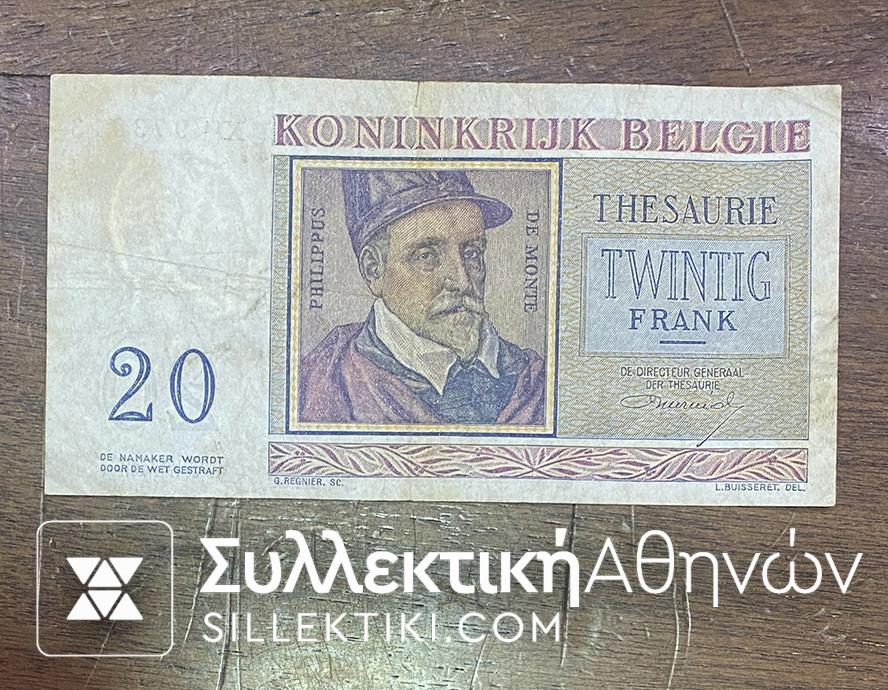 KONINKRIJK BELGIE
PHILIPPUS
DE MONTE
THESAURIE
TWINTIG
FRANK
DE DIRECTEUR GENERAAL
DER THESAURIE
20
DE NAMAKER WORDT
DOOR DE WET GESTRAFT
G.REGNIER. SC.
L.BUISSERET. DEL.
ΣυλλεκτικήΑθηνών
SILLEKTIKI.COM